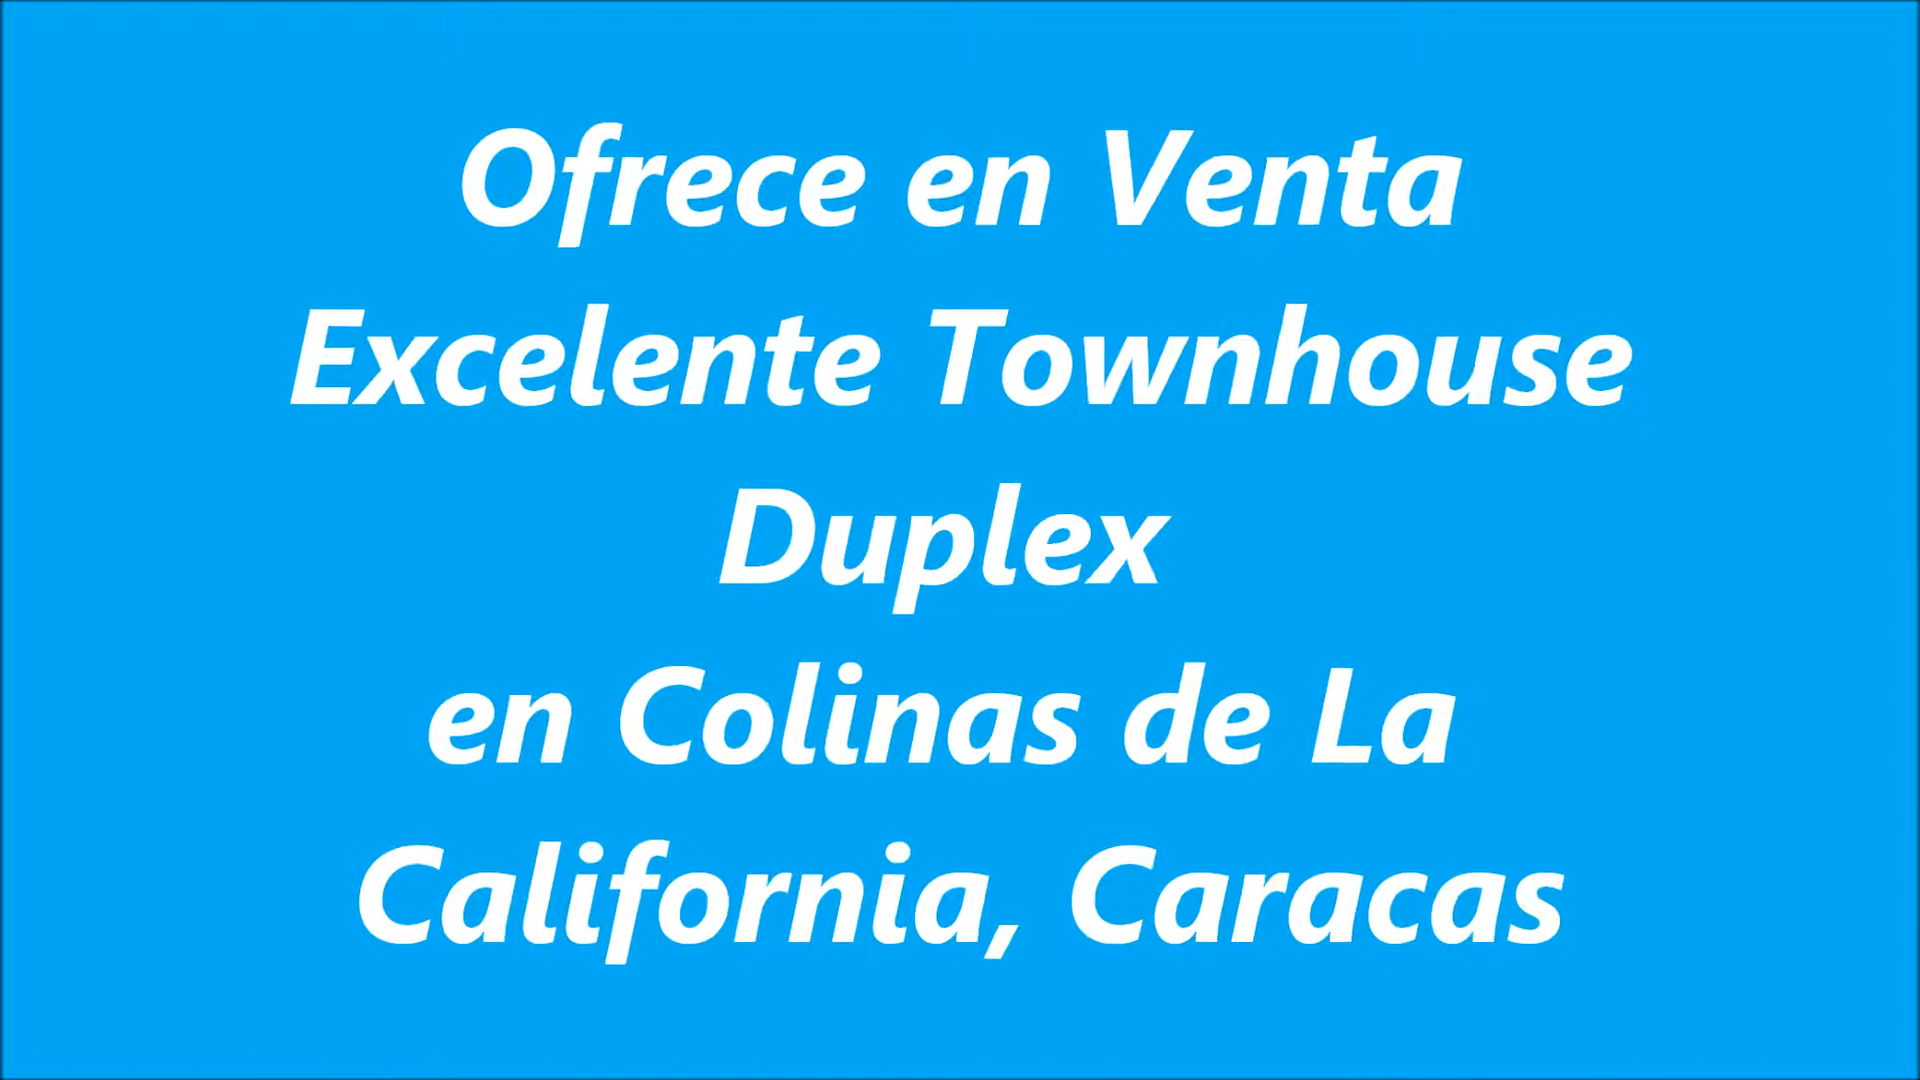 Ofrece en Venta
Excelente Townhouse
Duplex
en Colinas de La
California, Caracas